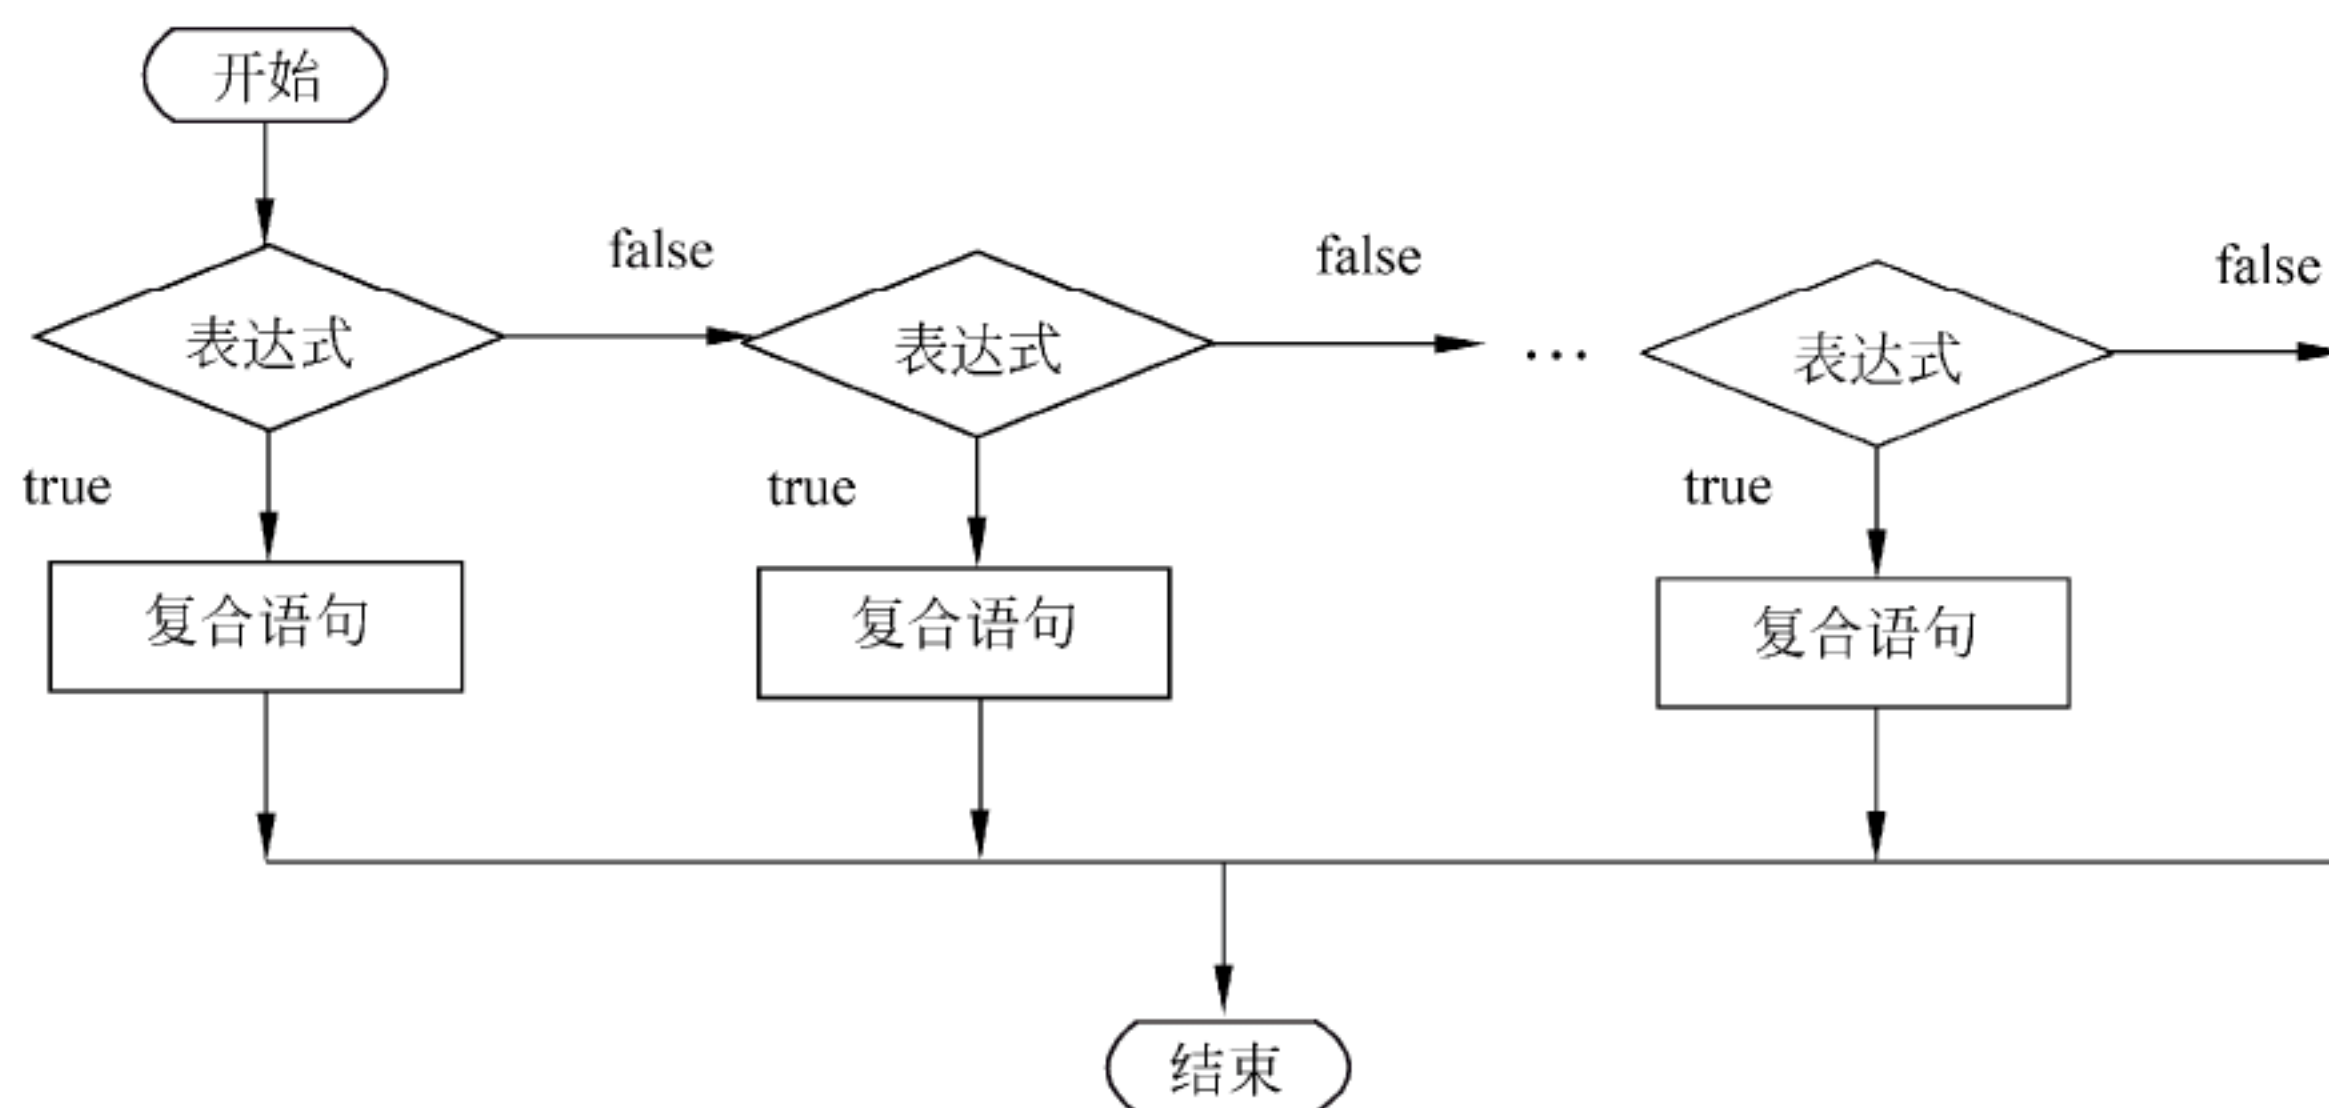 开始
false
false
false
表达式
表达式
…
表达式
true
true
true
复合语句
复合语句
复合语句
结束